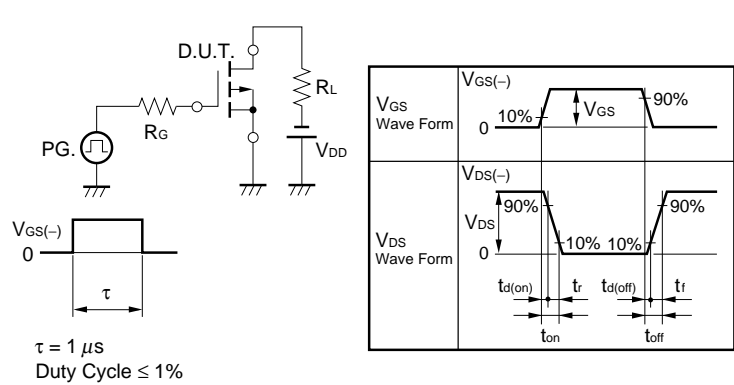 D.U.T.
RL
RG
VDD
PG.
VGS(−)
0
τ
τ = 1 μs
Duty Cycle ≤ 1%
VGS
Wave Form
VGS(−)
10%
0
VGS
90%
VDS
Wave Form
VDS(−)
90%
VDS
0
10%
10%
90%
td(on)
tr
td(off)
tf
ton
toff